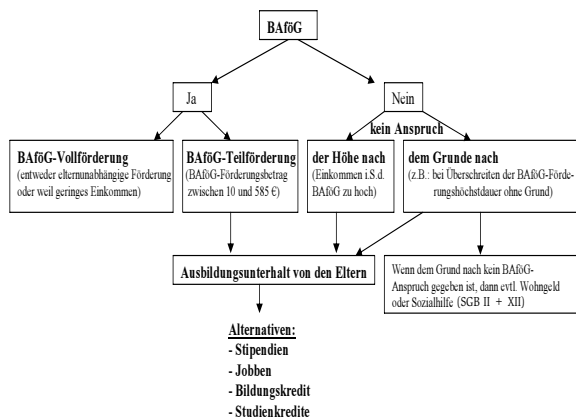 BAföG
Ja
Nein
kein Anspruch
BAföG-Vollförderung
(entweder elternunabhängige Förderung
oder weil geringes Einkommen)
BAföG-Teilförderung
(BAföG-Förderungsbetrag
zwischen 10 und 585 €)
der Höhe nach
(Einkommen i.S.d.
BAföG zu hoch)
dem Grunde nach
(z.B.: bei Überschreiten der BAföG-Förde-
rungshöchstdauer ohne Grund)
Ausbildungsunterhalt von den Eltern
Wenn dem Grund nach kein BAföG-
Anspruch gegeben ist, dann evtl. Wohngeld
oder Sozialhilfe (SGB II + XII)
Alternativen:
- Stipendien
- Jobben
- Bildungskredit
- Studienkredite